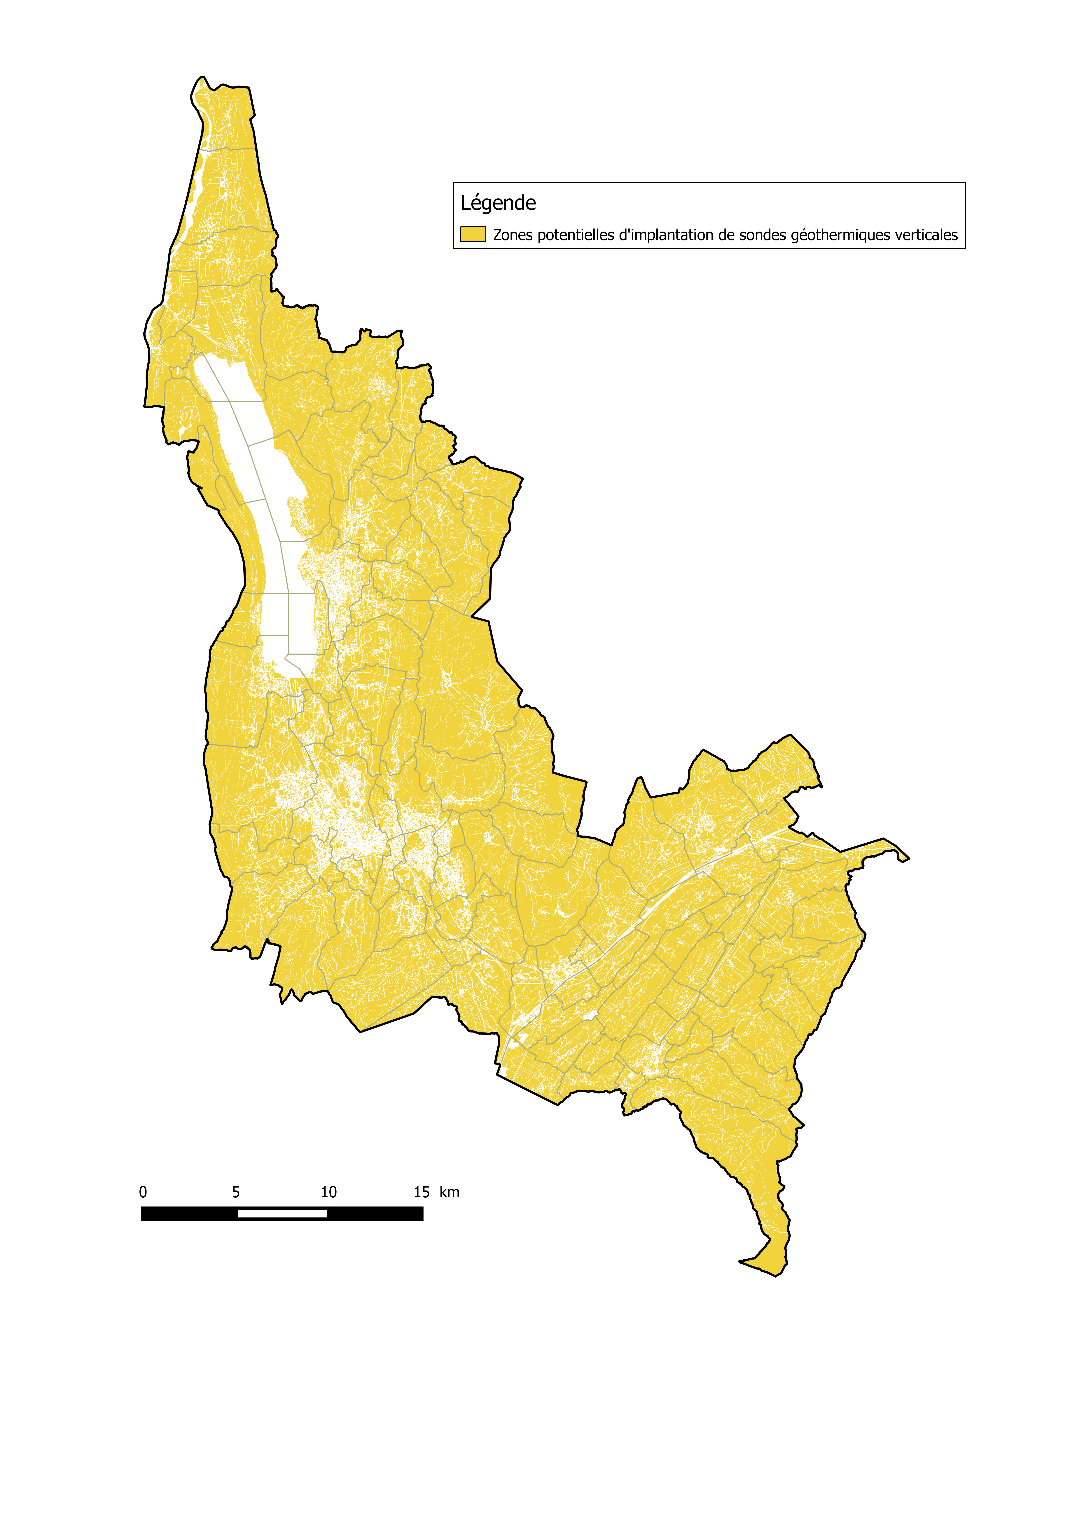 Légende
Zones potentielles d'implantation de sondes géothermiques verticales
0 5 10 15 km